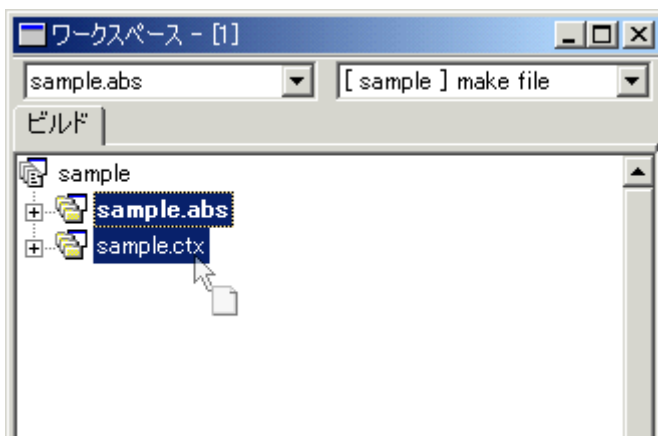 ワークスペース - [1]
sample.abs
[ sample ] make file
ビルド
sample
sample.abs
sample.ctx